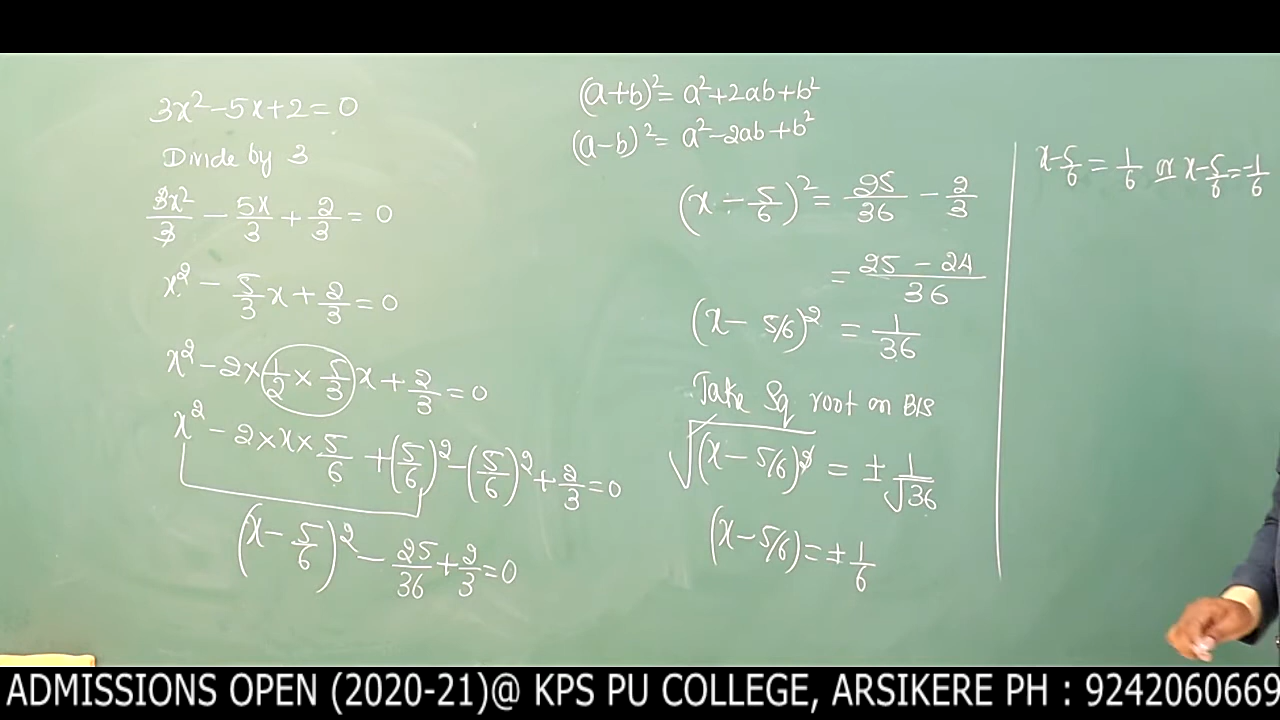 3x²-5x+2=0
Divide by 3
3x²/3 - 5x/3 + 2/3 = 0
x² - 5/3 x + 2/3 = 0
x² - 2 × 1/2 × 5/3 x + 2/3 = 0
x² - 2 × x × 5/6 + (5/6)² - (5/6)² + 2/3 = 0
(x - 5/6)² - 25/36 + 2/3 = 0
(a+b)² = a²+2ab+b²
(a-b)² = a²-2ab+b²
(x - 5/6)² = 25/36 - 2/3
= 25 - 24/36
(x - 5/6)² = 1/36
Take Sq root on B/S
√(x - 5/6)² = ± 1/√36
(x - 5/6) = ± 1/6
x - 5/6 = 1/6 or x - 5/6 = -1/6
ADMISSIONS OPEN (2020-21)@ KPS PU COLLEGE, ARSIKERE PH : 9242060669